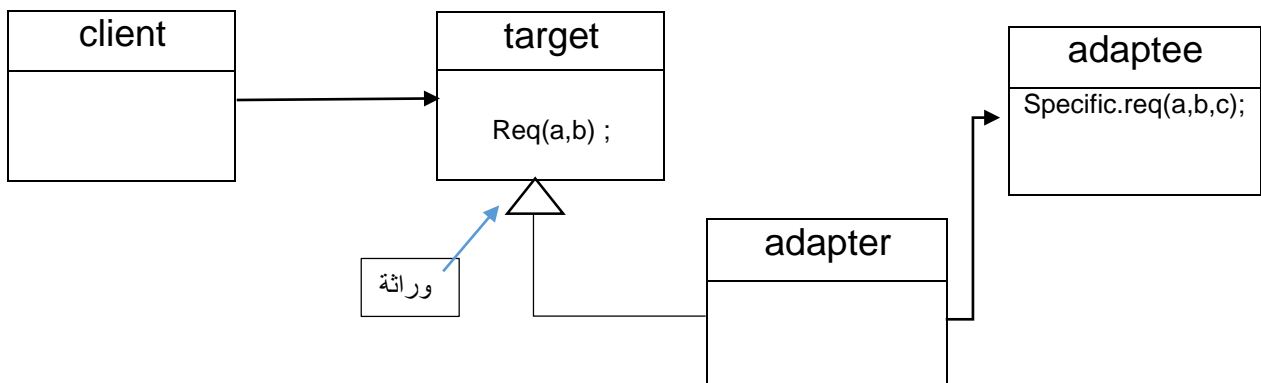 client
target
adaptee
Specific.req(a,b,c);
Req(a,b) ;
adapter
وراثة